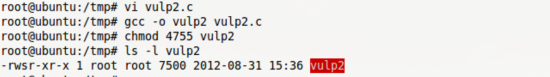 root@ubuntu:/tmp# vi vulp2.c
root@ubuntu:/tmp# gcc -o vulp2 vulp2.c
root@ubuntu:/tmp# chmod 4755 vulp2
root@ubuntu:/tmp# ls -l vulp2
-rwsr-xr-x 1 root root 7500 2012-08-31 15:36 vulp2